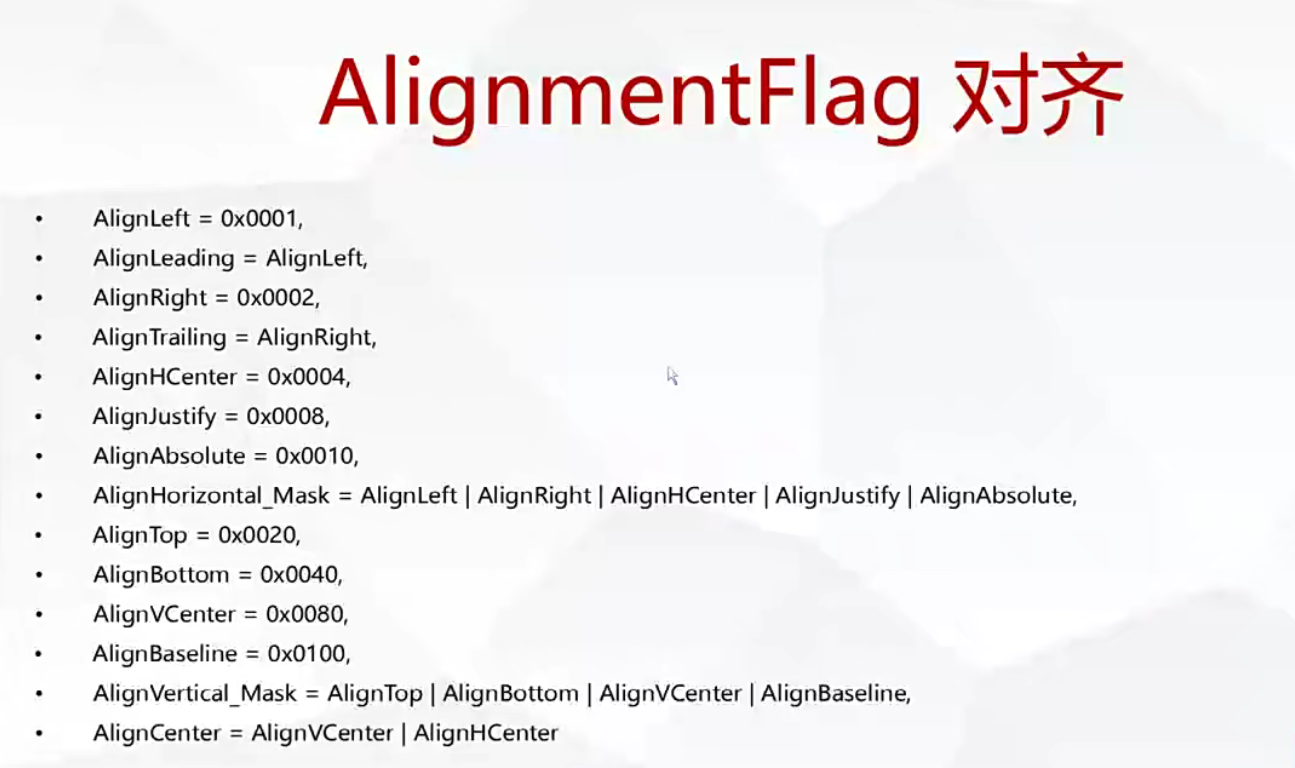 AlignmentFlag 对齐
• AlignLeft = 0x0001,
• AlignLeading = AlignLeft,
• AlignRight = 0x0002,
• AlignTrailing = AlignRight,
• AlignHCenter = 0x0004,
• AlignJustify = 0x0008,
• AlignAbsolute = 0x0010,
• AlignHorizontal_Mask = AlignLeft | AlignRight | AlignHCenter | AlignJustify | AlignAbsolute,
• AlignTop = 0x0020,
• AlignBottom = 0x0040,
• AlignVCenter = 0x0080,
• AlignBaseline = 0x0100,
• AlignVertical_Mask = AlignTop | AlignBottom | AlignVCenter | AlignBaseline,
• AlignCenter = AlignVCenter | AlignHCenter